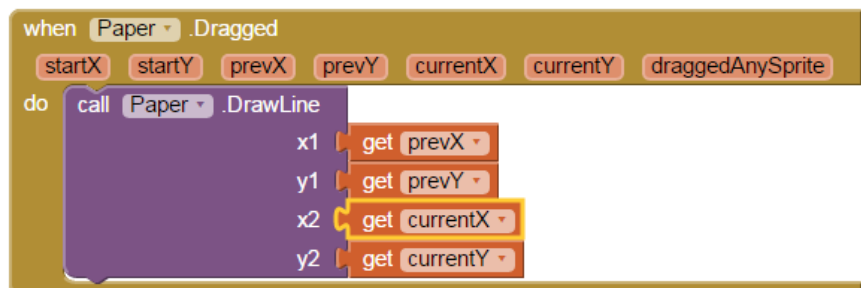 when Paper .Dragged
startX startY prevX prevY currentX currentY draggedAnySprite
do call Paper .DrawLine
x1 get prevX
y1 get prevY
x2 get currentX
y2 get currentY